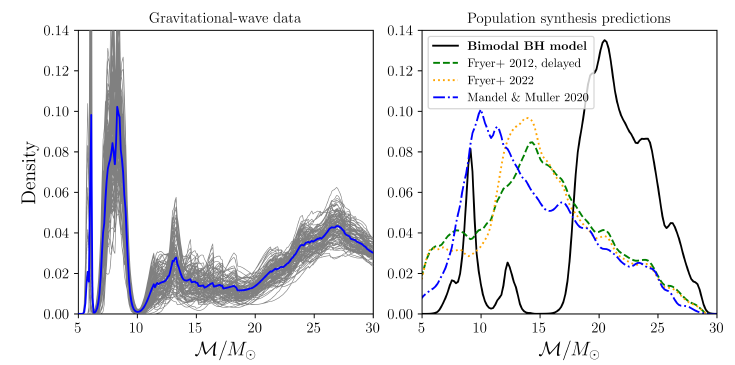 Gravitational-wave data
Density
0.14
0.12
0.10
0.08
0.06
0.04
0.02
0.00
5 10 15 20 25 30
ℳ/M⊙
Population synthesis predictions
Bimodal BH model
Fryer+ 2012, delayed
Fryer+ 2022
Mandel & Muller 2020
0.14
0.12
0.10
0.08
0.06
0.04
0.02
0.00
5 10 15 20 25 30
ℳ/M⊙